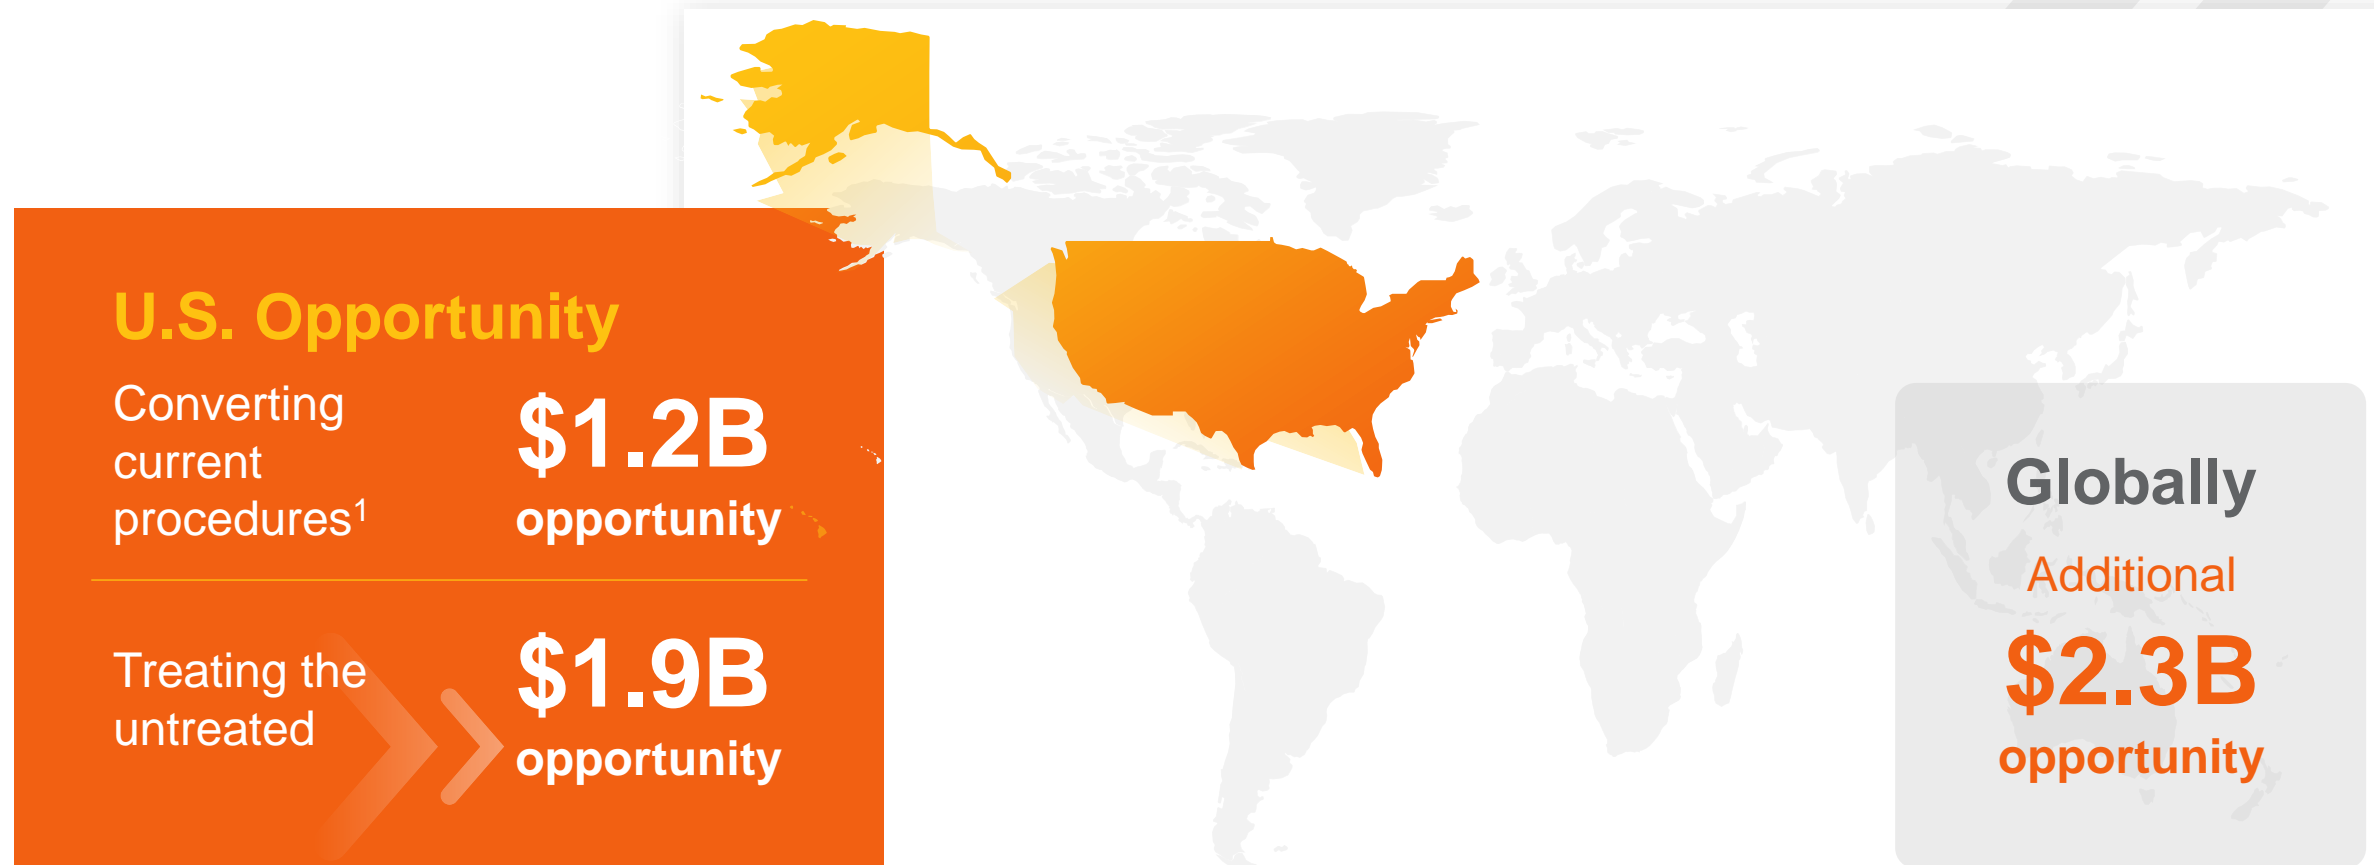 U.S. Opportunity
Converting
current
procedures¹
$1.2B
opportunity
Treating the
untreated
$1.9B
opportunity
Globally
Additional
$2.3B
opportunity